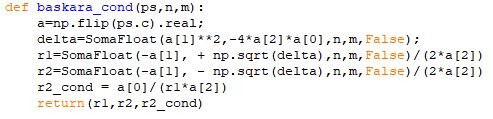 def baskara_cond(ps,n,m):
    a=np.flip(ps.c).real;
    delta=SomaFloat(a[1]**2,-4*a[2]*a[0],n,m,False);
    r1=SomaFloat(-a[1], + np.sqrt(delta),n,m,False)/(2*a[2])
    r2=SomaFloat(-a[1], - np.sqrt(delta),n,m,False)/(2*a[2])
    r2_cond = a[0]/(r1*a[2])
    return(r1,r2,r2_cond)